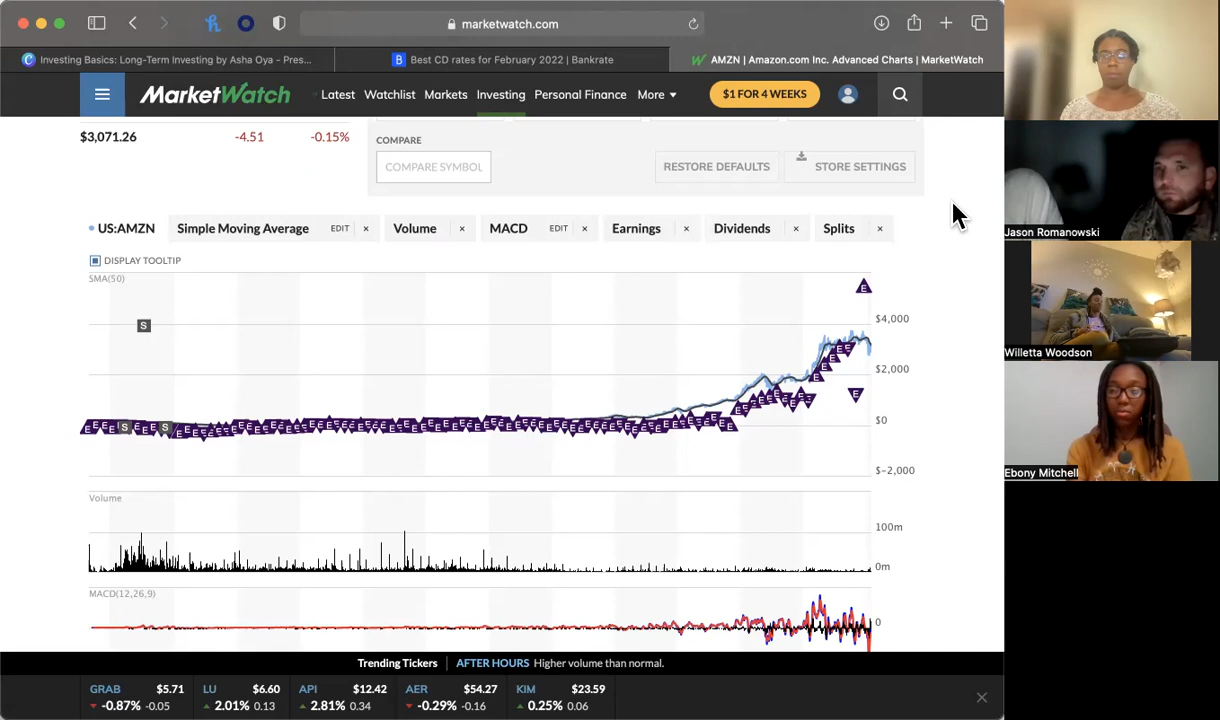 marketwatch.com
Investing Basics: Long-Term Investing by Asha Oya - Pres...
Best CD rates for February 2022 | Bankrate
AMZN | Amazon.com Inc. Advanced Charts | MarketWatch
MarketWatch
Latest Watchlist Markets Investing Personal Finance More
$1 FOR 4 WEEKS
$3,071.26 -4.51 -0.15%
COMPARE
COMPARE SYMBOL
RESTORE DEFAULTS
STORE SETTINGS
US:AMZN
Simple Moving Average EDIT ×
Volume ×
MACD EDIT ×
Earnings ×
Dividends ×
Splits ×
DISPLAY TOOLTIP
SMA(50)
S
E
$4,000
$2,000
$0
$-2,000
Volume
100m
0m
MACD(12,26,9)
0
Trending Tickers | AFTER HOURS Higher volume than normal.
GRAB $5.71
-0.87% -0.05
LU $6.60
2.01% 0.13
API $12.42
2.81% 0.34
AER $54.27
-0.29% -0.16
KIM $23.59
0.25% 0.06
Jason Romanowski
Willetta Woodson
Ebony Mitchell